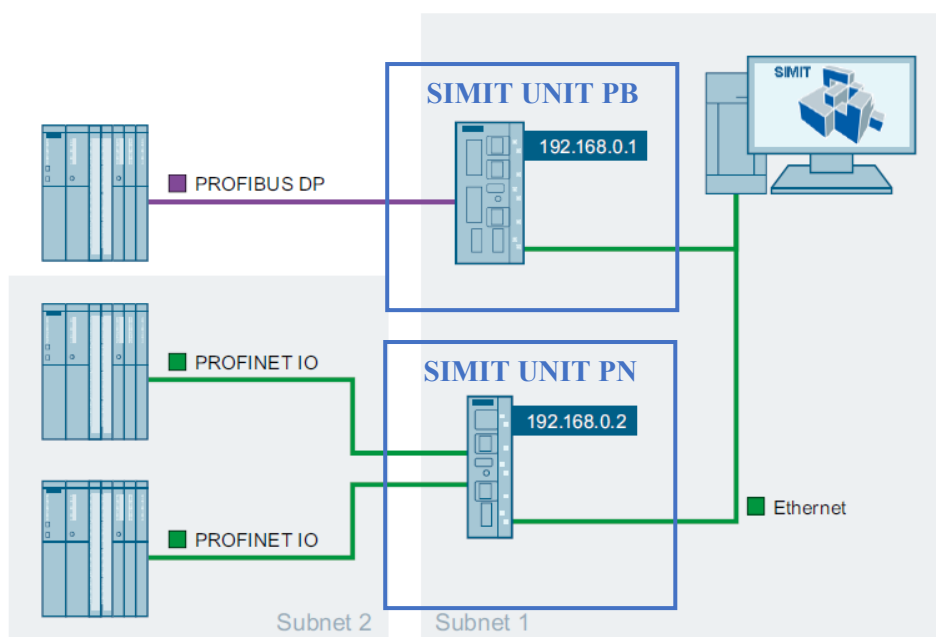 SIMIT
SIMIT UNIT PB
192.168.0.1
PROFIBUS DP
PROFINET IO
SIMIT UNIT PN
192.168.0.2
Ethernet
PROFINET IO
Subnet 2
Subnet 1